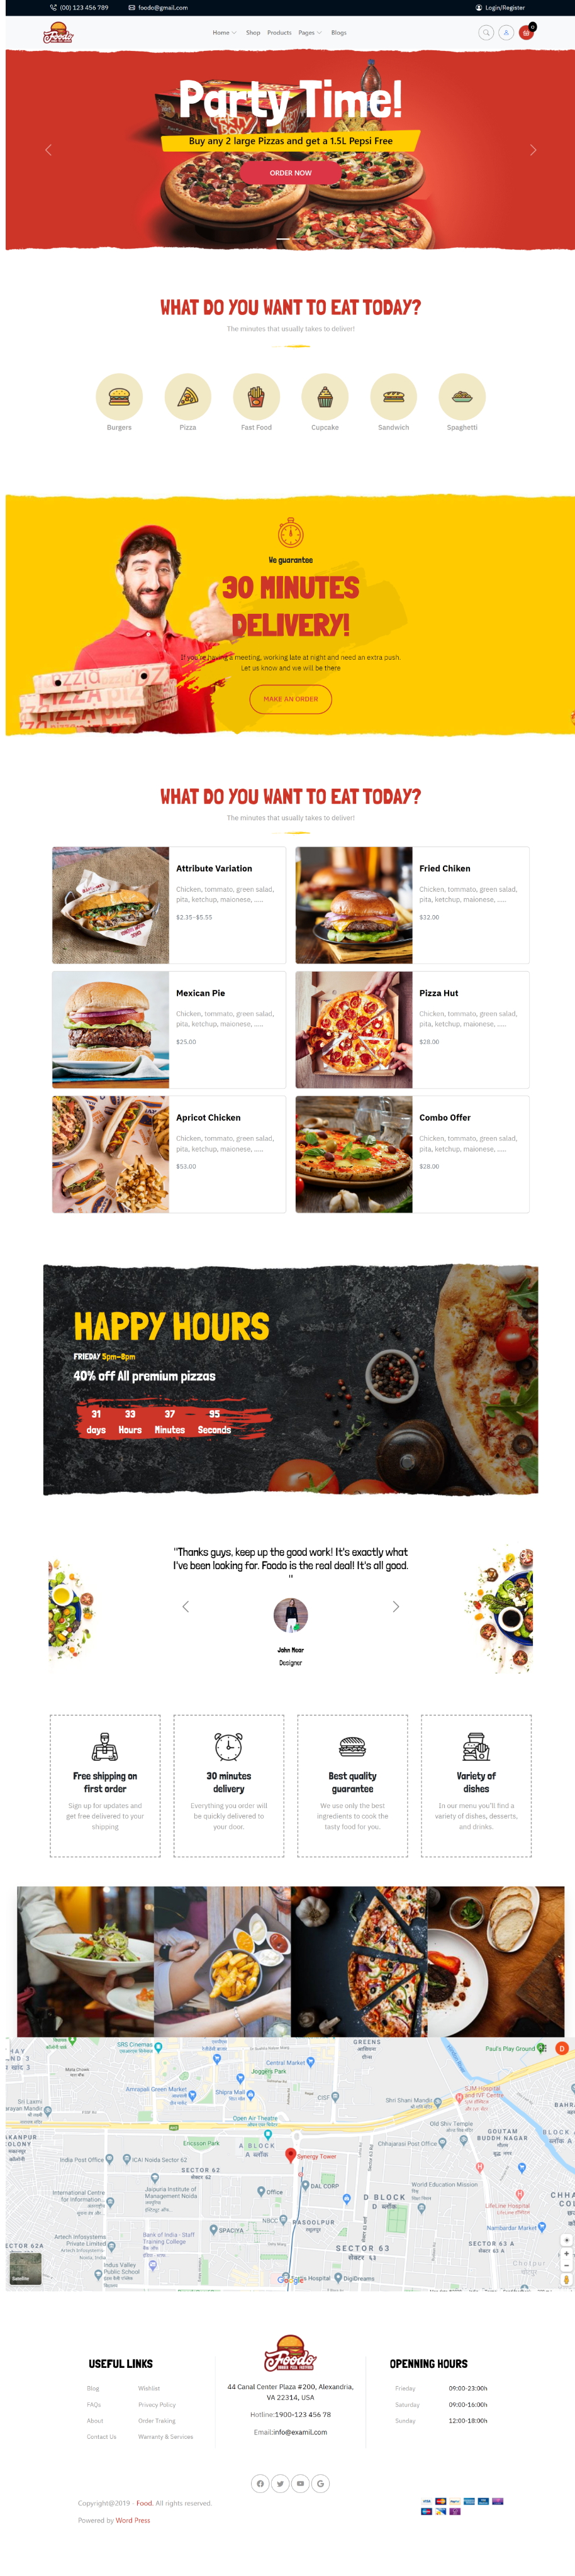 (00) 123 456 789
foodo@gmail.com
Login/Register
Foodo
Home
Shop
Products
Pages
Blogs
0
Party Time!
Buy any 2 large Pizzas and get a 1.5L Pepsi Free
ORDER NOW
WHAT DO YOU WANT TO EAT TODAY?
The minutes that usually takes to deliver!
Burgers
Pizza
Fast Food
Cupcake
Sandwich
Spaghetti
We guarantee
30 MINUTES
DELIVERY!
If you're having a meeting, working late at night and need an extra push.
Let us know and we will be there
MAKE AN ORDER
WHAT DO YOU WANT TO EAT TODAY?
The minutes that usually takes to deliver!
Attribute Variation
Chicken, tommato, green salad,
pita, ketchup, maionese, .....
$2.35-$5.55
Fried Chiken
Chicken, tommato, green salad,
pita, ketchup, maionese, .....
$32.00
Mexican Pie
Chicken, tommato, green salad,
pita, ketchup, maionese, .....
$25.00
Pizza Hut
Chicken, tommato, green salad,
pita, ketchup, maionese, .....
$28.00
Apricot Chicken
Chicken, tommato, green salad,
pita, ketchup, maionese, .....
$53.00
Combo Offer
Chicken, tommato, green salad,
pita, ketchup, maionese, .....
$28.00
HAPPY HOURS
FRIEDAY 5pm-8pm
40% off All premium pizzas
31 33 37 95
days Hours Minutes Seconds
"Thanks guys, keep up the good work! It's exactly what
I've been looking for. Foodo is the real deal! It's all good.
"
John Moar
Designer
Free shipping on
first order
Sign up for updates and
get free delivered to your
shipping
30 minutes
delivery
Everything you order will
be quickly delivered to
your door.
Best quality
guarantee
We use only the best
ingredients to cook the
tasty food for you.
Variety of
dishes
In our menu you'll find a
variety of dishes, desserts,
and drinks.
SRS Cinemas
GREENS
Paul's Play Ground
D
Central Market
Joggers Park
Amrapali Green Market
Shipra Mall
CISF
Shri Shani Mandir
SJM Hospital
and IVF Centre
Open Air Theatre
Old Shiv Temple
GOUTAM
BUDDH NAGAR
Ericsson Park
A BLOCK
Chhajarasi Post Office
India Post Office
ICAI Noida Sector 62
Synergy Tower
SECTOR 62
सेक्टर ६२
DAL CORP
World Education Mission
International Centre
for Information...
Jaipuria Institute of
Management Noida
Office
D BLOCK
LifeLine Hospital
NBCC
RASOOLPUR
SPACIYA
Nambardar Market
Artech Infosystems
Private Limited
Bank of India - Staff
Training College
SECTOR 63
SECTOR 63 A
Indus Valley
Public School
Google
Fortis Hospital
DigiDreams
USEFUL LINKS
Blog
Wishlist
FAQs
Privacy Policy
About
Order Traking
Contact Us
Warranty & Services
Foodo
44 Canal Center Plaza #200, Alexandria,
VA 22314, USA
Hotline:1900-123 456 78
Email:info@examil.com
OPENNING HOURS
Frieday 09:00-23:00h
Saturday 09:00-16:00h
Sunday 12:00-18:00h
Copyright@2019 - Food. All rights reserved.
Powered by Word Press